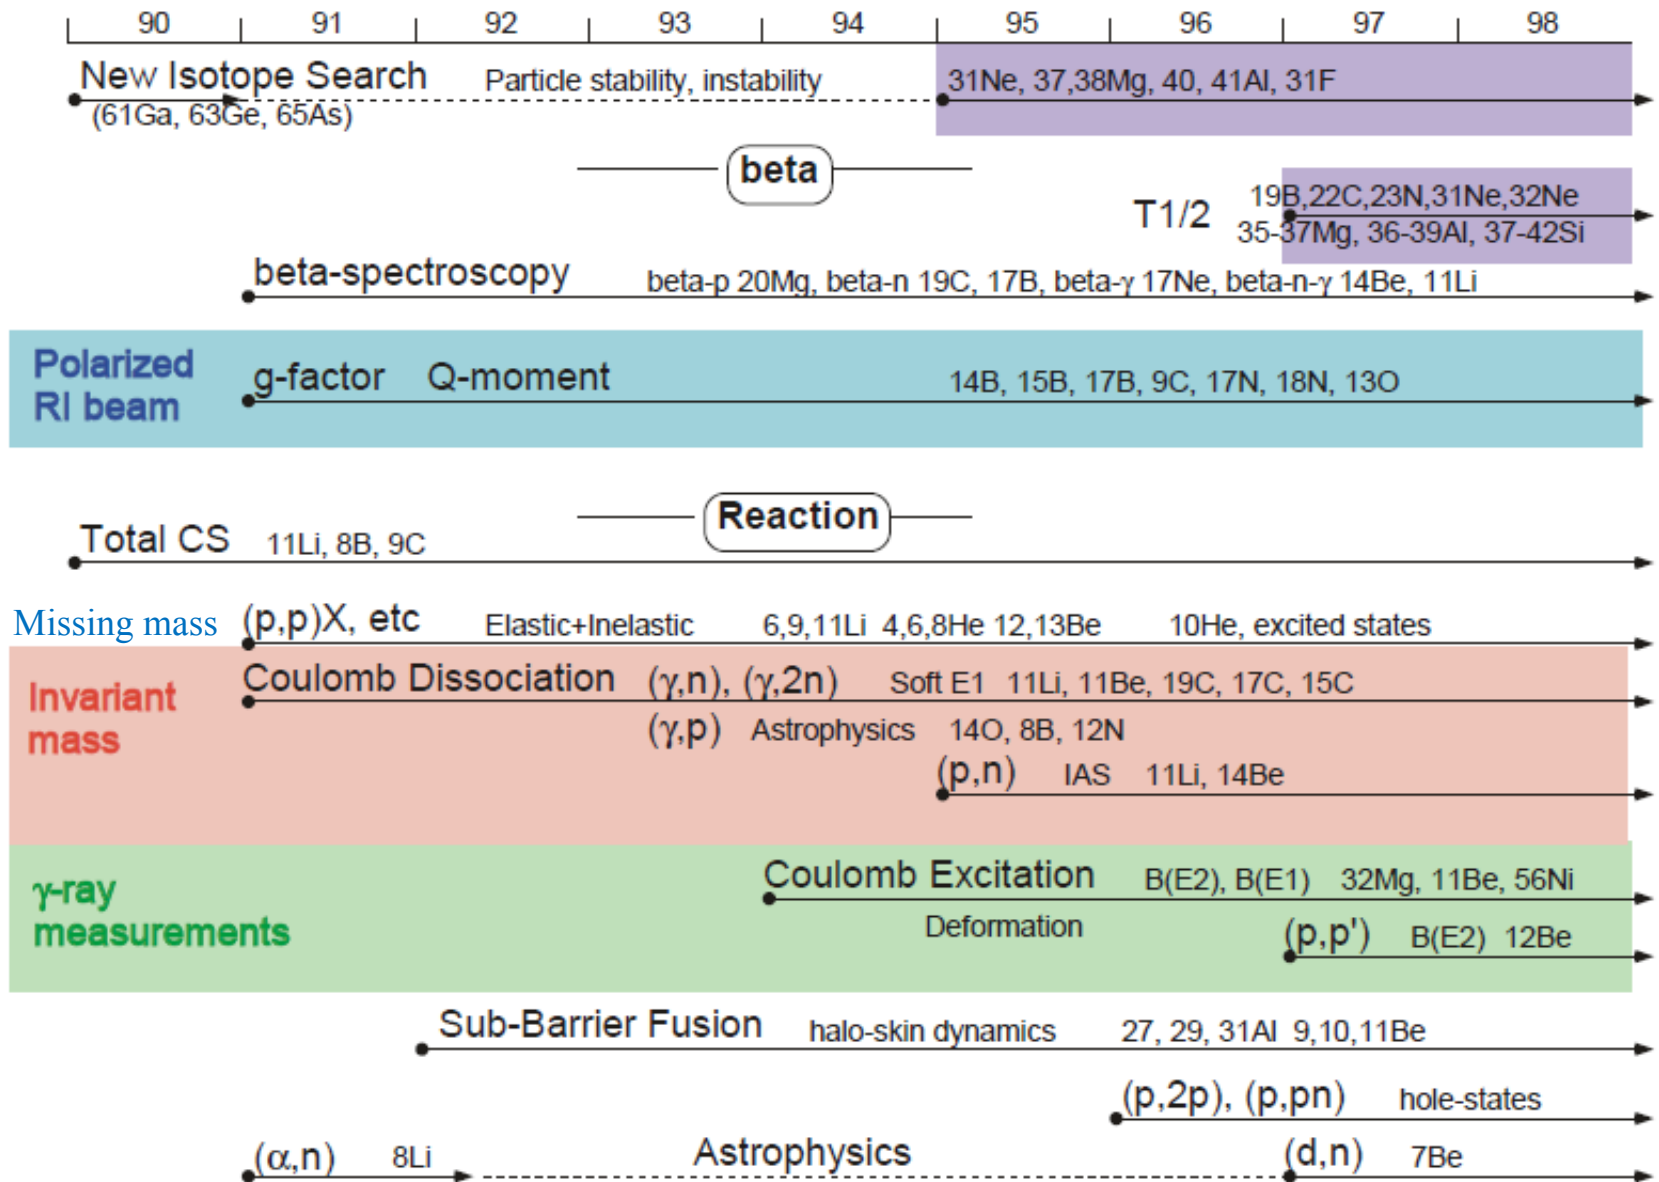 90 91 92 93 94 95 96 97 98
New Isotope Search Particle stability, instability 31Ne, 37,38Mg, 40, 41Al, 31F
(61Ga, 63Ge, 65As)
beta
T1/2 19B,22C,23N,31Ne,32Ne
35-37Mg, 36-39Al, 37-42Si
beta-spectroscopy beta-p 20Mg, beta-n 19C, 17B, beta-γ 17Ne, beta-n-γ 14Be, 11Li
Polarized
RI beam
g-factor Q-moment 14B, 15B, 17B, 9C, 17N, 18N, 13O
Reaction
Total CS 11Li, 8B, 9C
Missing mass (p,p)X, etc Elastic+Inelastic 6,9,11Li 4,6,8He 12,13Be 10He, excited states
Invariant
mass
Coulomb Dissociation (γ,n), (γ,2n) Soft E1 11Li, 11Be, 19C, 17C, 15C
(γ,p) Astrophysics 14O, 8B, 12N
(p,n) IAS 11Li, 14Be
γ-ray
measurements
Coulomb Excitation B(E2), B(E1) 32Mg, 11Be, 56Ni
Deformation (p,p') B(E2) 12Be
Sub-Barrier Fusion halo-skin dynamics 27, 29, 31Al 9,10,11Be
(p,2p), (p,pn) hole-states
(α,n) 8Li Astrophysics (d,n) 7Be